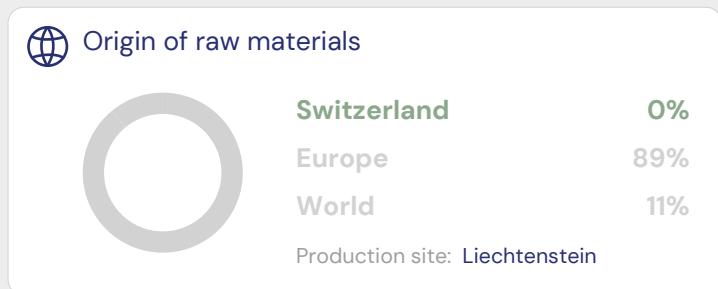 Origin of raw materials
Switzerland 0%
Europe 89%
World 11%
Production site: Liechtenstein